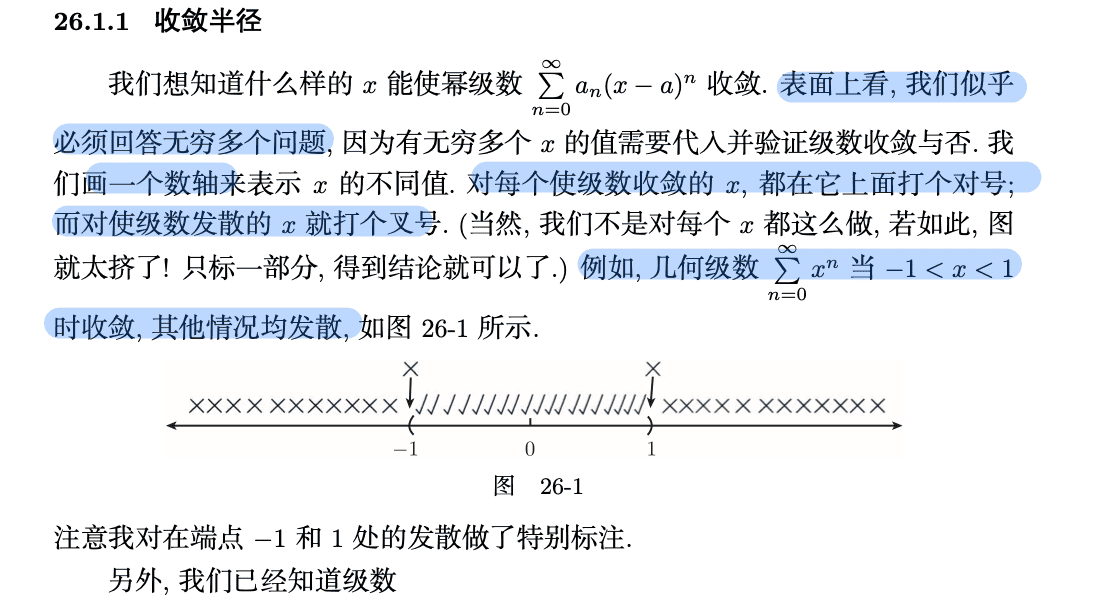 26.1.1 收敛半径
我们想知道什么样的 x 能使幂级数 ∞∑n=0 aₙ(x − a)ⁿ 收敛. 表面上看, 我们似乎
必须回答无穷多个问题, 因为有无穷多个 x 的值需要代入并验证级数收敛与否. 我
们画一个数轴来表示 x 的不同值. 对每个使级数收敛的 x, 都在它上面打个对号;
而对使级数发散的 x 就打个叉号. (当然, 我们不是对每个 x 都这么做, 若如此, 图
就太挤了! 只标一部分, 得到结论就可以了.) 例如, 几何级数 ∞∑n=0 xⁿ 当 −1 < x < 1
时收敛, 其他情况均发散, 如图 26-1 所示.
−1 0 1
图 26-1
注意我对在端点 −1 和 1 处的发散做了特别标注.
另外, 我们已经知道级数